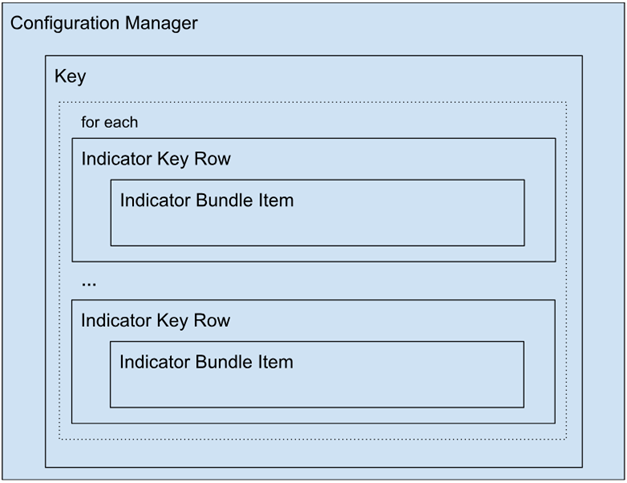 Configuration Manager
Key
for each
Indicator Key Row
Indicator Bundle Item
...
Indicator Key Row
Indicator Bundle Item